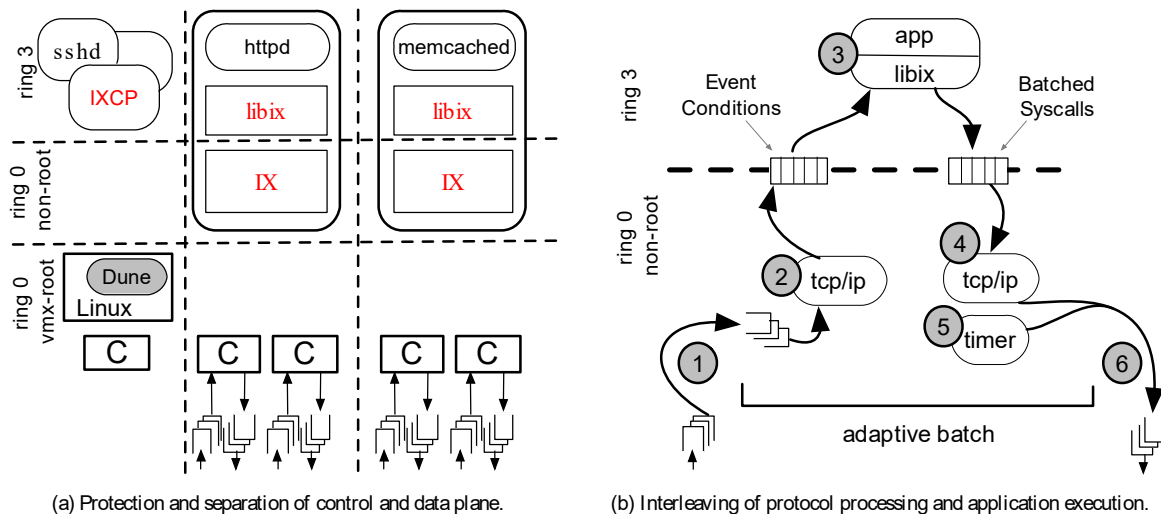 ring 3
sshd
IXCP
httpd
memcached
libix
libix
ring 0
non-root
IX
IX
ring 0
vmx-root
Dune
Linux
C
C
C
C
C
(a) Protection and separation of control and data plane.
ring 3
3
app
libix
Event
Conditions
Batched
Syscalls
ring 0
non-root
2
tcp/ip
4
tcp/ip
5
timer
1
6
adaptive batch
(b) Interleaving of protocol processing and application execution.